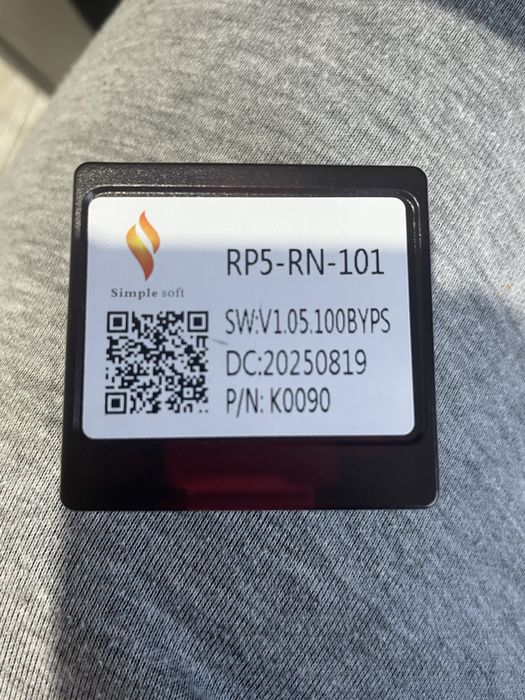 Simple soft
RP5-RN-101
SW:V1.05.100BYPS
DC:20250819
P/N: K0090